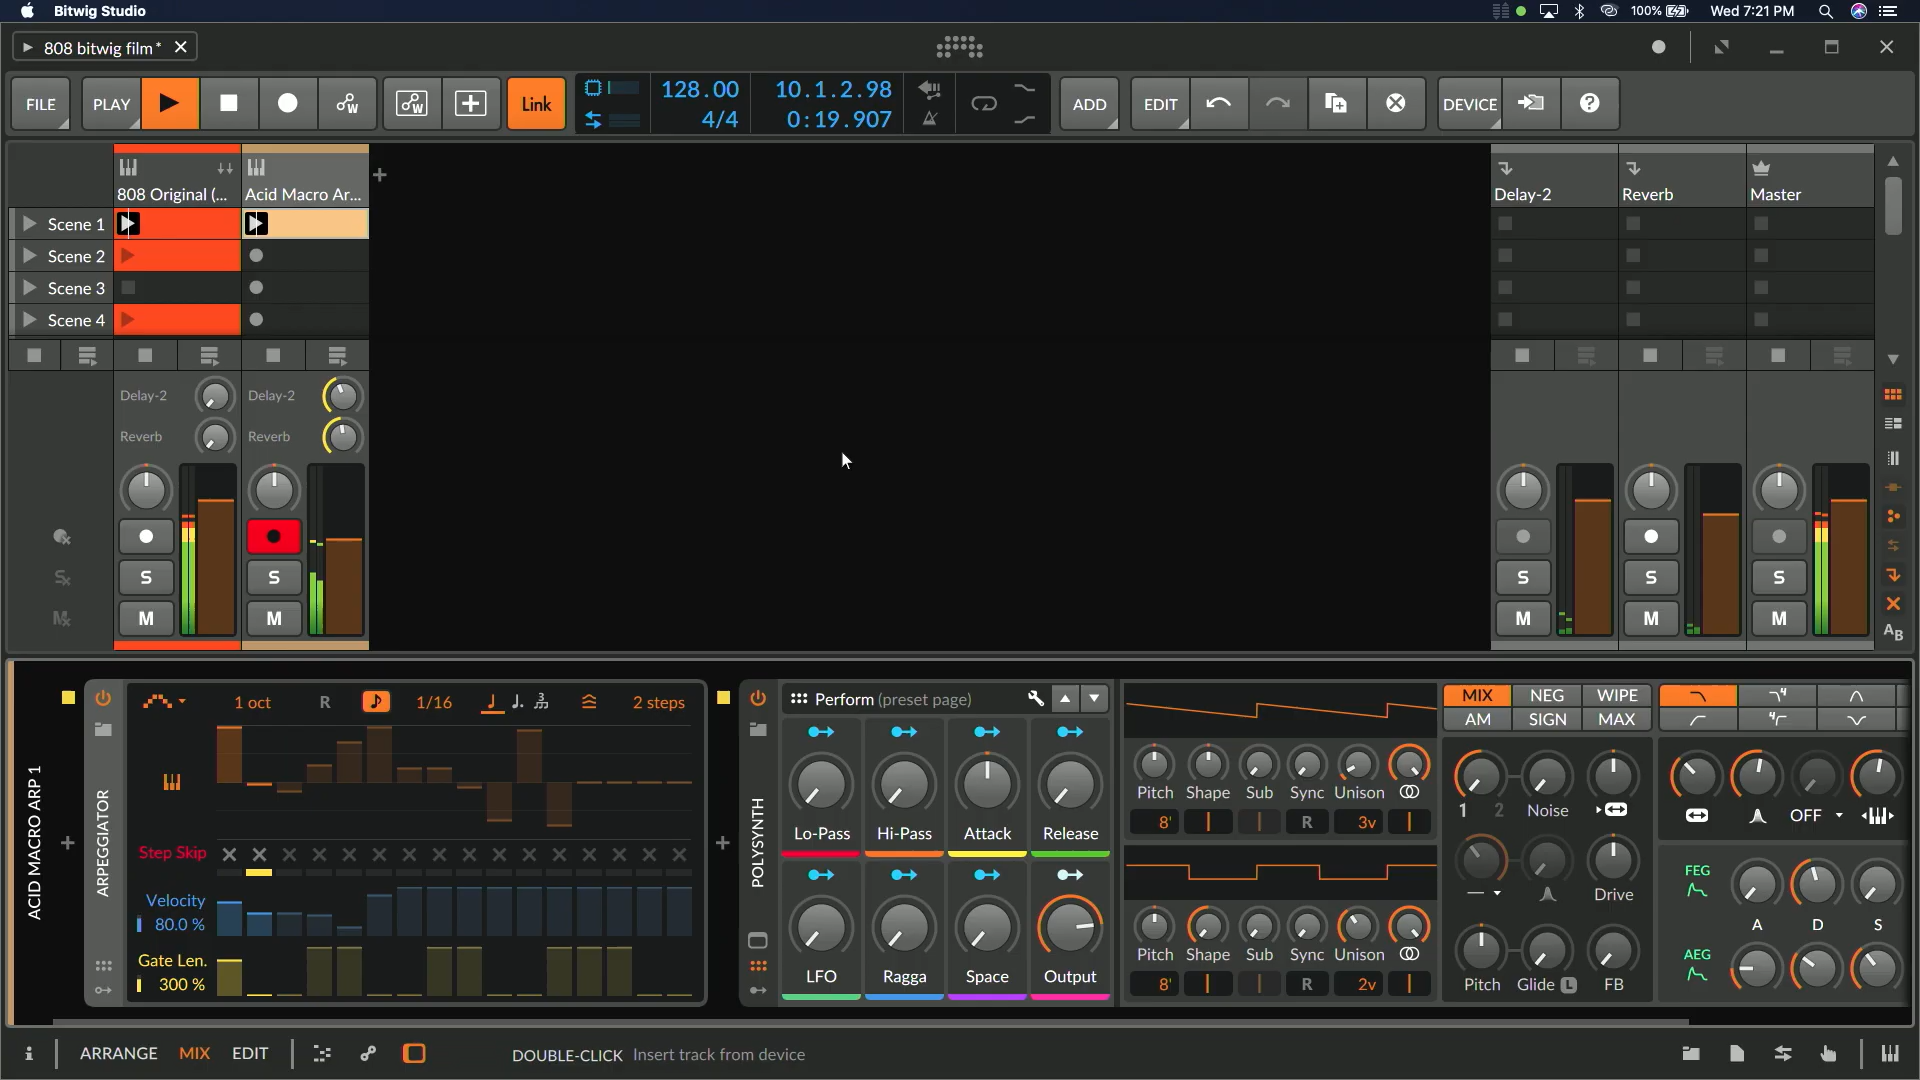 Bitwig Studio
100%
Wed 7:21 PM
808 bitwig film*
FILE
PLAY
Link
128.00
4/4
10.1.2.98
0:19.907
ADD
EDIT
DEVICE
808 Original (...
Acid Macro Ar...
Delay-2
Reverb
Master
Scene 1
Scene 2
Scene 3
Scene 4
Delay-2
Delay-2
Reverb
Reverb
S
S
S
S
S
M
M
M
M
M
AB
ACID MACRO ARP 1
ARPEGGIATOR
1 oct
R
1/16
2 steps
Step Skip
Velocity
80.0 %
Gate Len.
300 %
POLYSYNTH
Perform (preset page)
Lo-Pass
Hi-Pass
Attack
Release
LFO
Ragga
Space
Output
Pitch
Shape
Sub
Sync
Unison
8'
R
3v
Pitch
Shape
Sub
Sync
Unison
8'
R
2v
MIX
NEG
WIPE
AM
SIGN
MAX
1
2
Noise
Drive
Pitch
Glide
L
FB
OFF
FEG
A
D
S
AEG
ARRANGE
MIX
EDIT
DOUBLE-CLICK Insert track from device